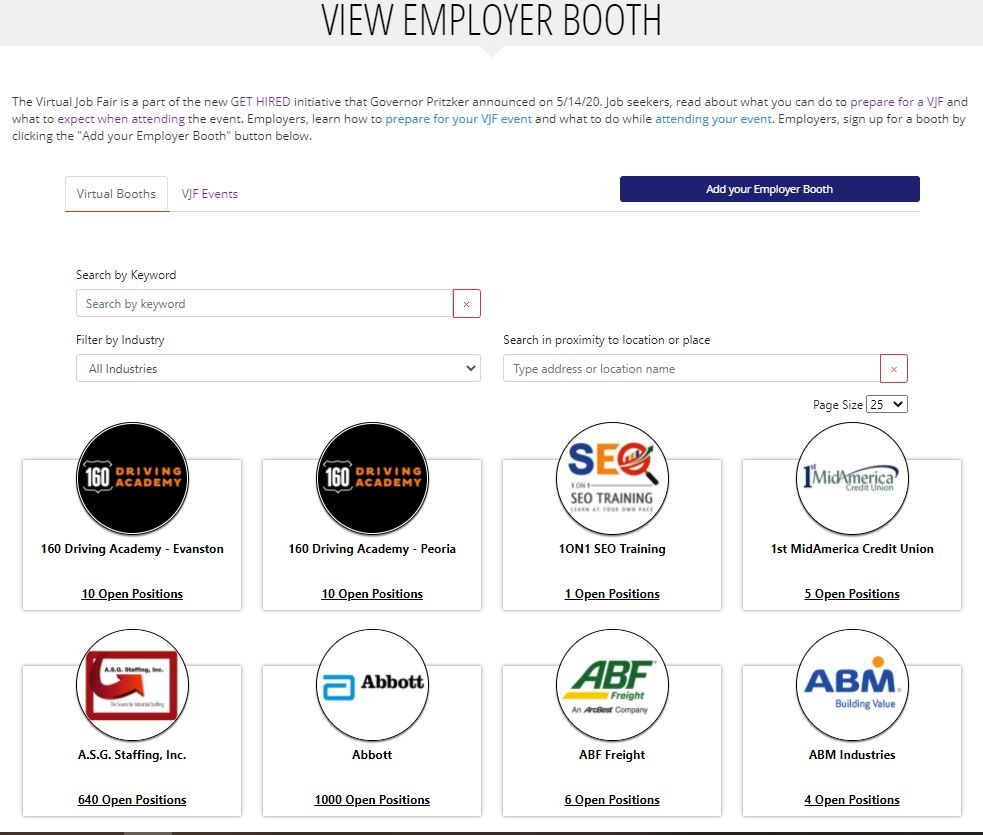 VIEW EMPLOYER BOOTH
The Virtual Job Fair is a part of the new GET HIRED initiative that Governor Pritzker announced on 5/14/20. Job seekers, read about what you can do to prepare for a VJF and
what to expect when attending the event. Employers, learn how to prepare for your VJF event and what to do while attending your event. Employers, sign up for a booth by
clicking the "Add your Employer Booth" button below.
Virtual Booths VJF Events Add your Employer Booth
Search by Keyword
Search by keyword ×
Filter by Industry Search in proximity to location or place
All Industries Type address or location name ×
Page Size 25
160 DRIVING ACADEMY
160 DRIVING ACADEMY
SEO
1 ON 1
SEO TRAINING
LEARN AT YOUR OWN PACE
1st MidAmerica
Credit Union
160 Driving Academy - Evanston 160 Driving Academy - Peoria 1ON1 SEO Training 1st MidAmerica Credit Union
10 Open Positions 10 Open Positions 1 Open Positions 5 Open Positions
A.S.G. Staffing, Inc.
The Source for Industrial Staffing
Abbott
ABF
Freight
An ArcBest Company
ABM
Building Value
A.S.G. Staffing, Inc. Abbott ABF Freight ABM Industries
640 Open Positions 1000 Open Positions 6 Open Positions 4 Open Positions